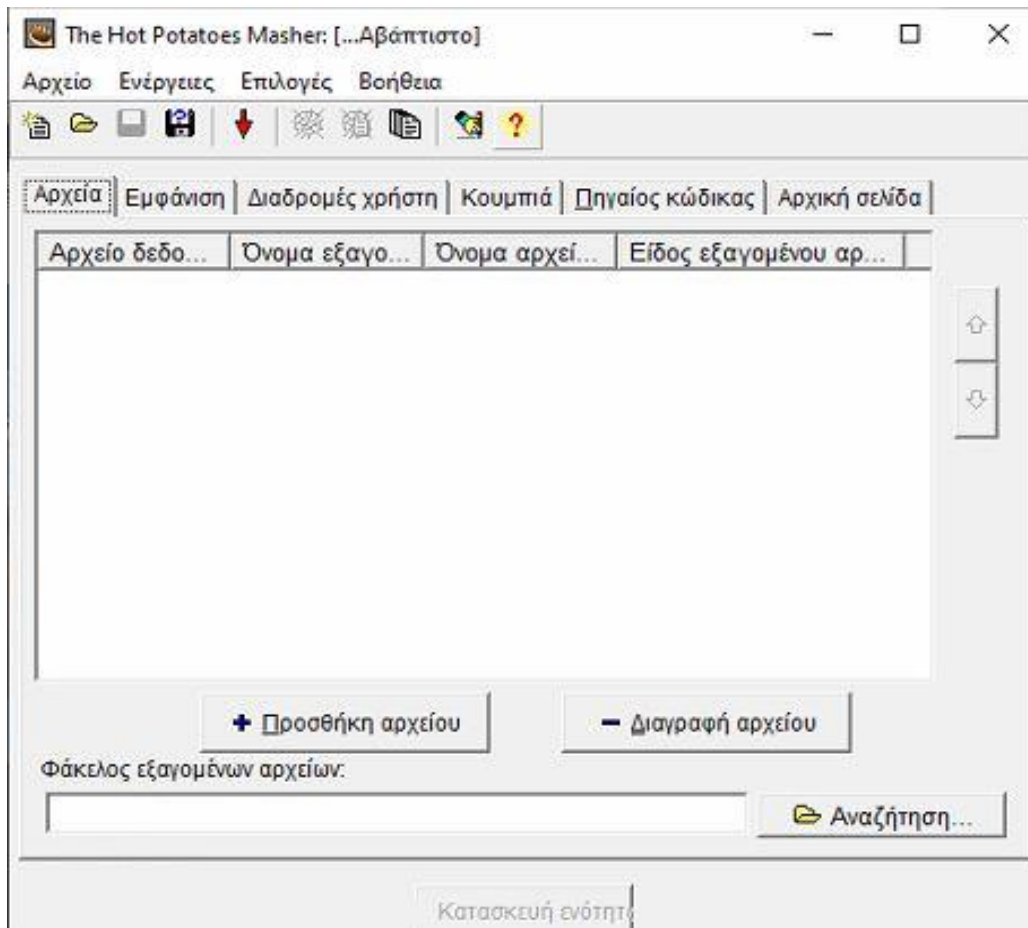 The Hot Potatoes Masher: [...Αβάπτιστο]
Αρχείο Ενέργειες Επιλογές Βοήθεια
Αρχεία Εμφάνιση Διαδρομές χρήστη Κουμπιά Πηγαίος κώδικας Αρχική σελίδα
Αρχείο δεδο... Όνομα εξαγο... Όνομα αρχεί... Είδος εξαγομένου αρ...
+ Προσθήκη αρχείου − Διαγραφή αρχείου
Φάκελος εξαγομένων αρχείων:
Αναζήτηση...
Κατασκευή